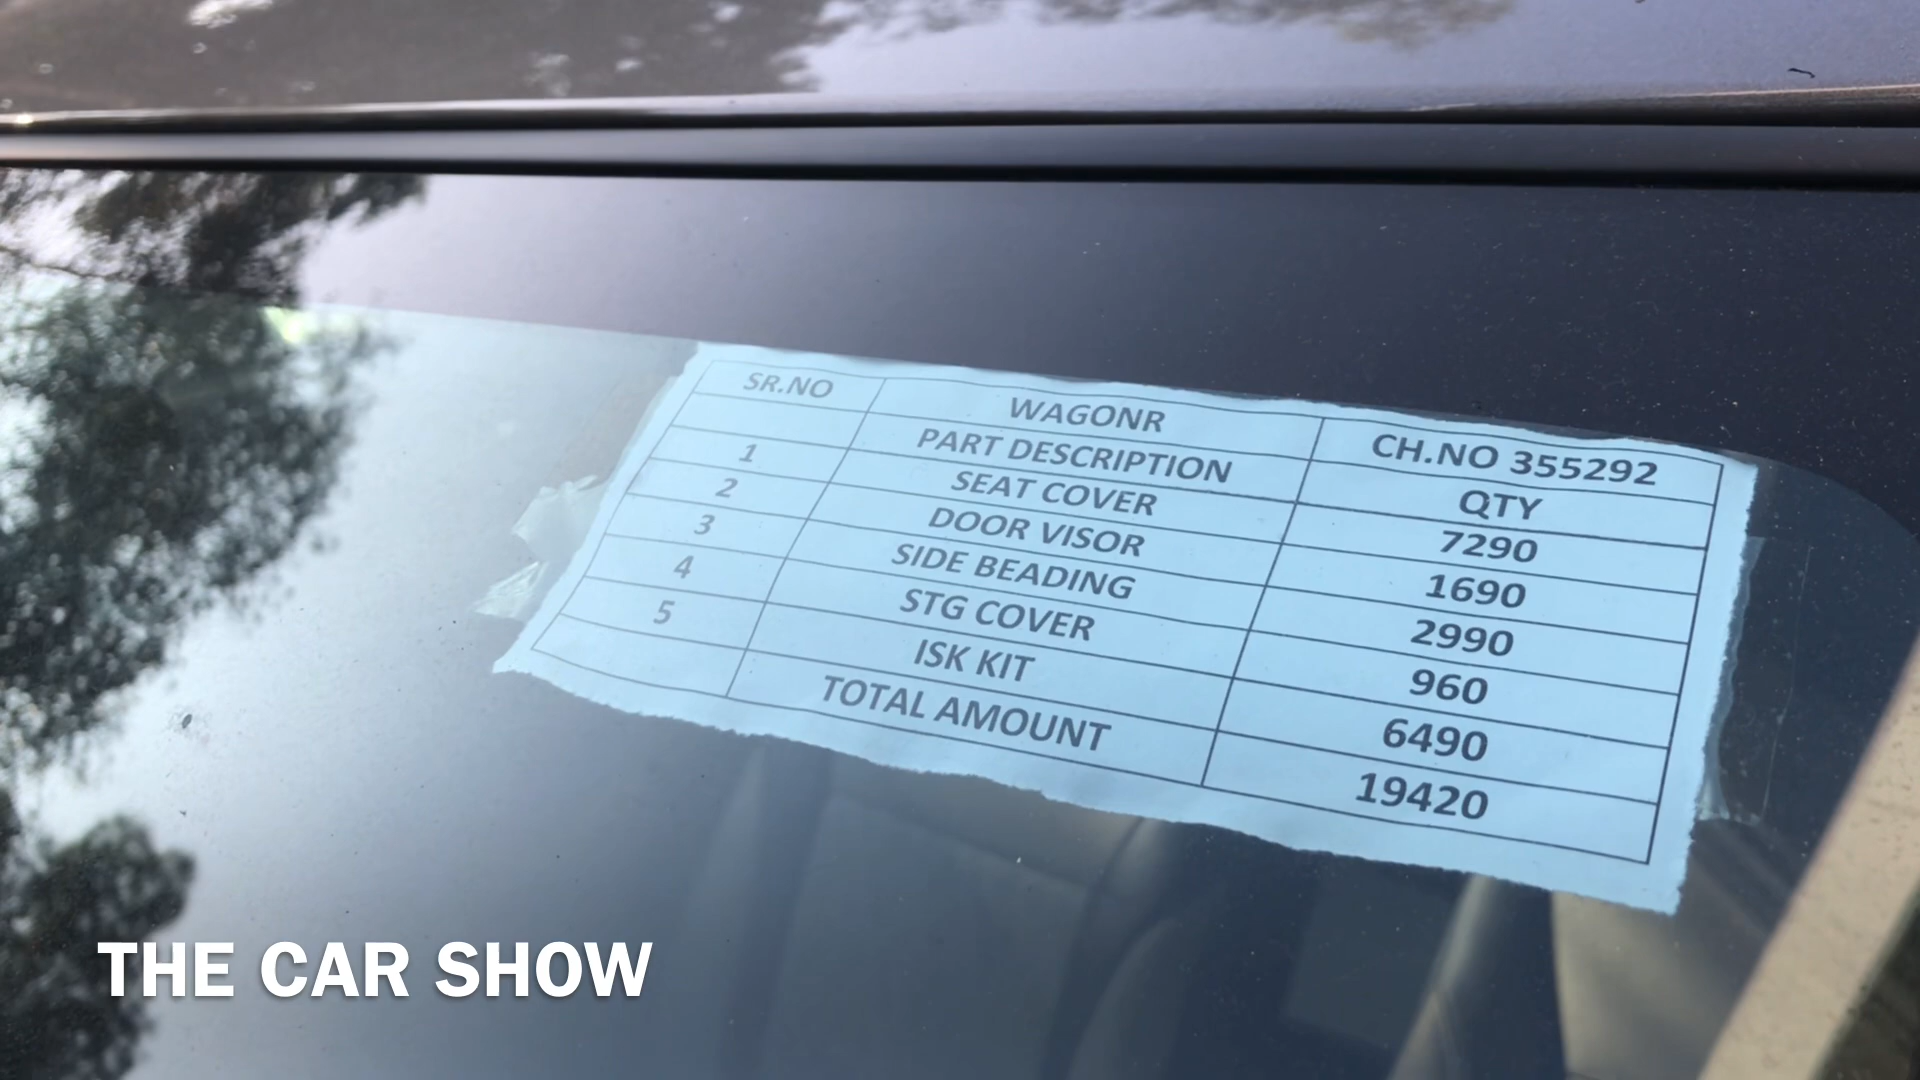 SR.NO WAGONR CH.NO 355292
PART DESCRIPTION QTY
1 SEAT COVER 7290
2 DOOR VISOR 1690
3 SIDE BEADING 2990
4 STG COVER 960
5 ISK KIT 6490
TOTAL AMOUNT 19420
THE CAR SHOW